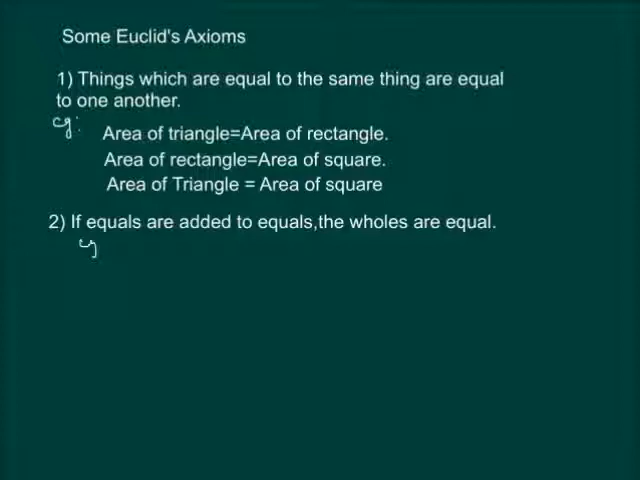 Some Euclid's Axioms
1) Things which are equal to the same thing are equal
to one another.
eg:
Area of triangle=Area of rectangle.
Area of rectangle=Area of square.
Area of Triangle = Area of square
2) If equals are added to equals,the wholes are equal.
eg